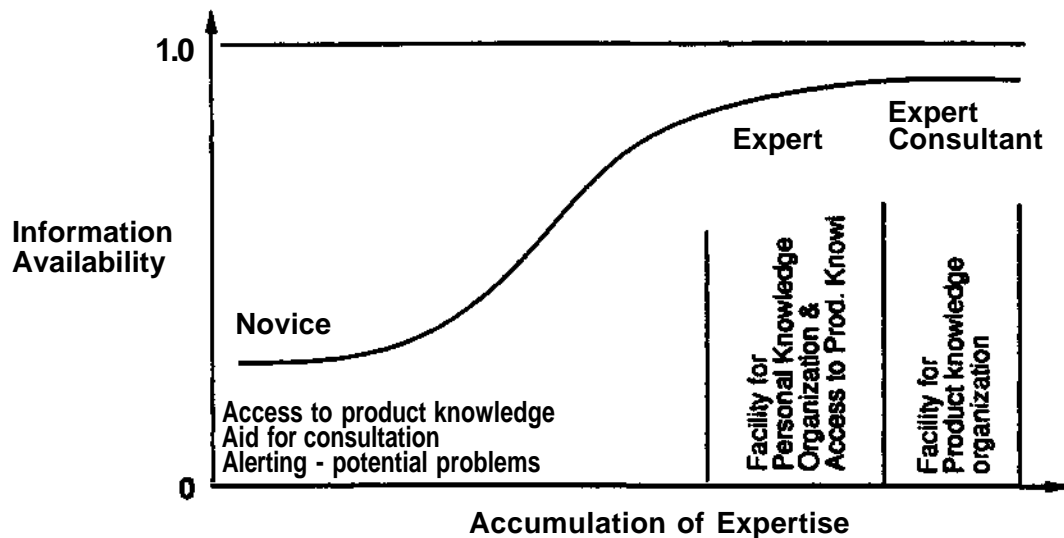 1.0
Expert
Expert
Consultant
Information
Availability
Novice
Access to product knowledge
Aid for consultation
Alerting - potential problems
Facility for
Personal Knowledge
Organization &
Access to Prod. Knowl
Facility for
Product knowledge
organization
0
Accumulation of Expertise